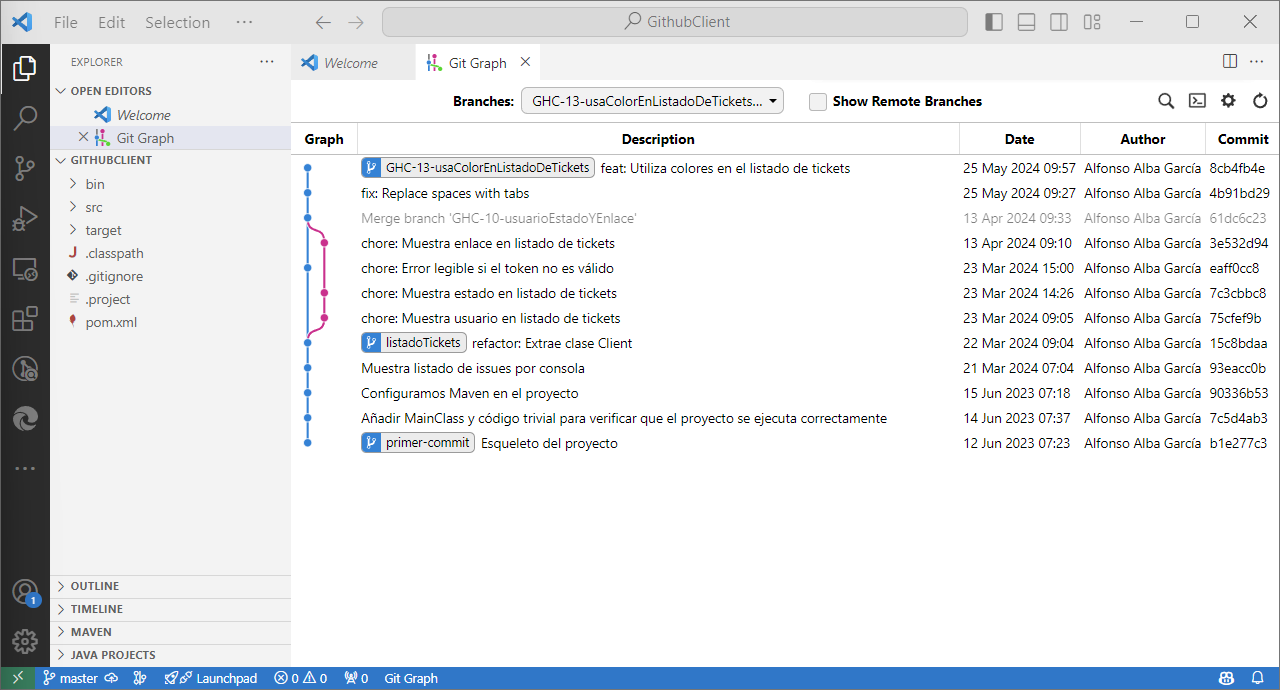 File Edit Selection ··· GithubClient
EXPLORER ···
Welcome Git Graph ···
OPEN EDITORS
Welcome
Git Graph
GITHUBCLIENT
bin
src
target
.classpath
.gitignore
.project
pom.xml
OUTLINE
TIMELINE
MAVEN
JAVA PROJECTS
Branches: GHC-13-usaColorEnListadoDeTickets... Show Remote Branches
Graph Description Date Author Commit
GHC-13-usaColorEnListadoDeTickets feat: Utiliza colores en el listado de tickets 25 May 2024 09:57 Alfonso Alba García 8cb4fb4e
fix: Replace spaces with tabs 25 May 2024 09:27 Alfonso Alba García 4b91bd29
Merge branch 'GHC-10-usuarioEstadoYEnlace' 13 Apr 2024 09:33 Alfonso Alba García 61dc6c23
chore: Muestra enlace en listado de tickets 13 Apr 2024 09:10 Alfonso Alba García 3e532d94
chore: Error legible si el token no es válido 23 Mar 2024 15:00 Alfonso Alba García eaff0cc8
chore: Muestra estado en listado de tickets 23 Mar 2024 14:26 Alfonso Alba García 7c3cbbc8
chore: Muestra usuario en listado de tickets 23 Mar 2024 09:05 Alfonso Alba García 75cfef9b
listadoTickets refactor: Extrae clase Client 22 Mar 2024 09:04 Alfonso Alba García 15c8bdaa
Muestra listado de issues por consola 21 Mar 2024 07:04 Alfonso Alba García 93eacc0b
Configuramos Maven en el proyecto 15 Jun 2023 07:18 Alfonso Alba García 90336b53
Añadir MainClass y código trivial para verificar que el proyecto se ejecuta correctamente 14 Jun 2023 07:37 Alfonso Alba García 7c5d4ab3
primer-commit Esqueleto del proyecto 12 Jun 2023 07:23 Alfonso Alba García b1e277c3
1
master Launchpad 0 0 0 Git Graph